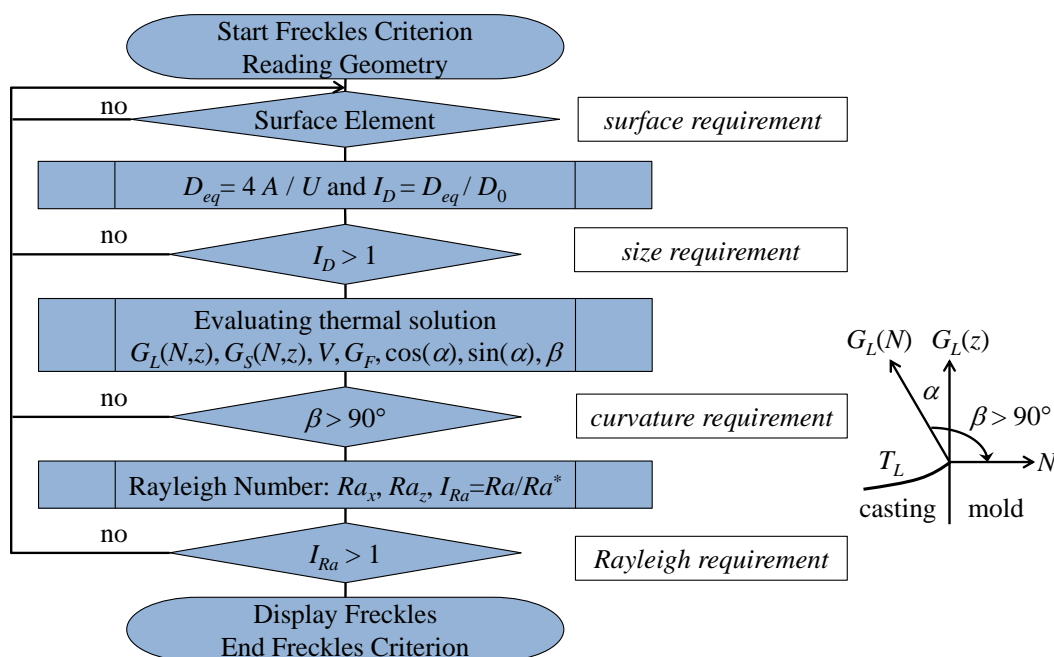 Start Freckles Criterion
Reading Geometry
no
Surface Element
surface requirement
D_eq= 4 A / U and I_D = D_eq / D_0
no
I_D > 1
size requirement
Evaluating thermal solution
G_L(N,z), G_S(N,z), V, G_F, cos(α), sin(α), β
no
β > 90°
curvature requirement
Rayleigh Number: Ra_x, Ra_z, I_Ra=Ra/Ra*
no
I_Ra > 1
Rayleigh requirement
Display Freckles
End Freckles Criterion
G_L(N) G_L(z)
α
β > 90°
T_L
N
casting mold